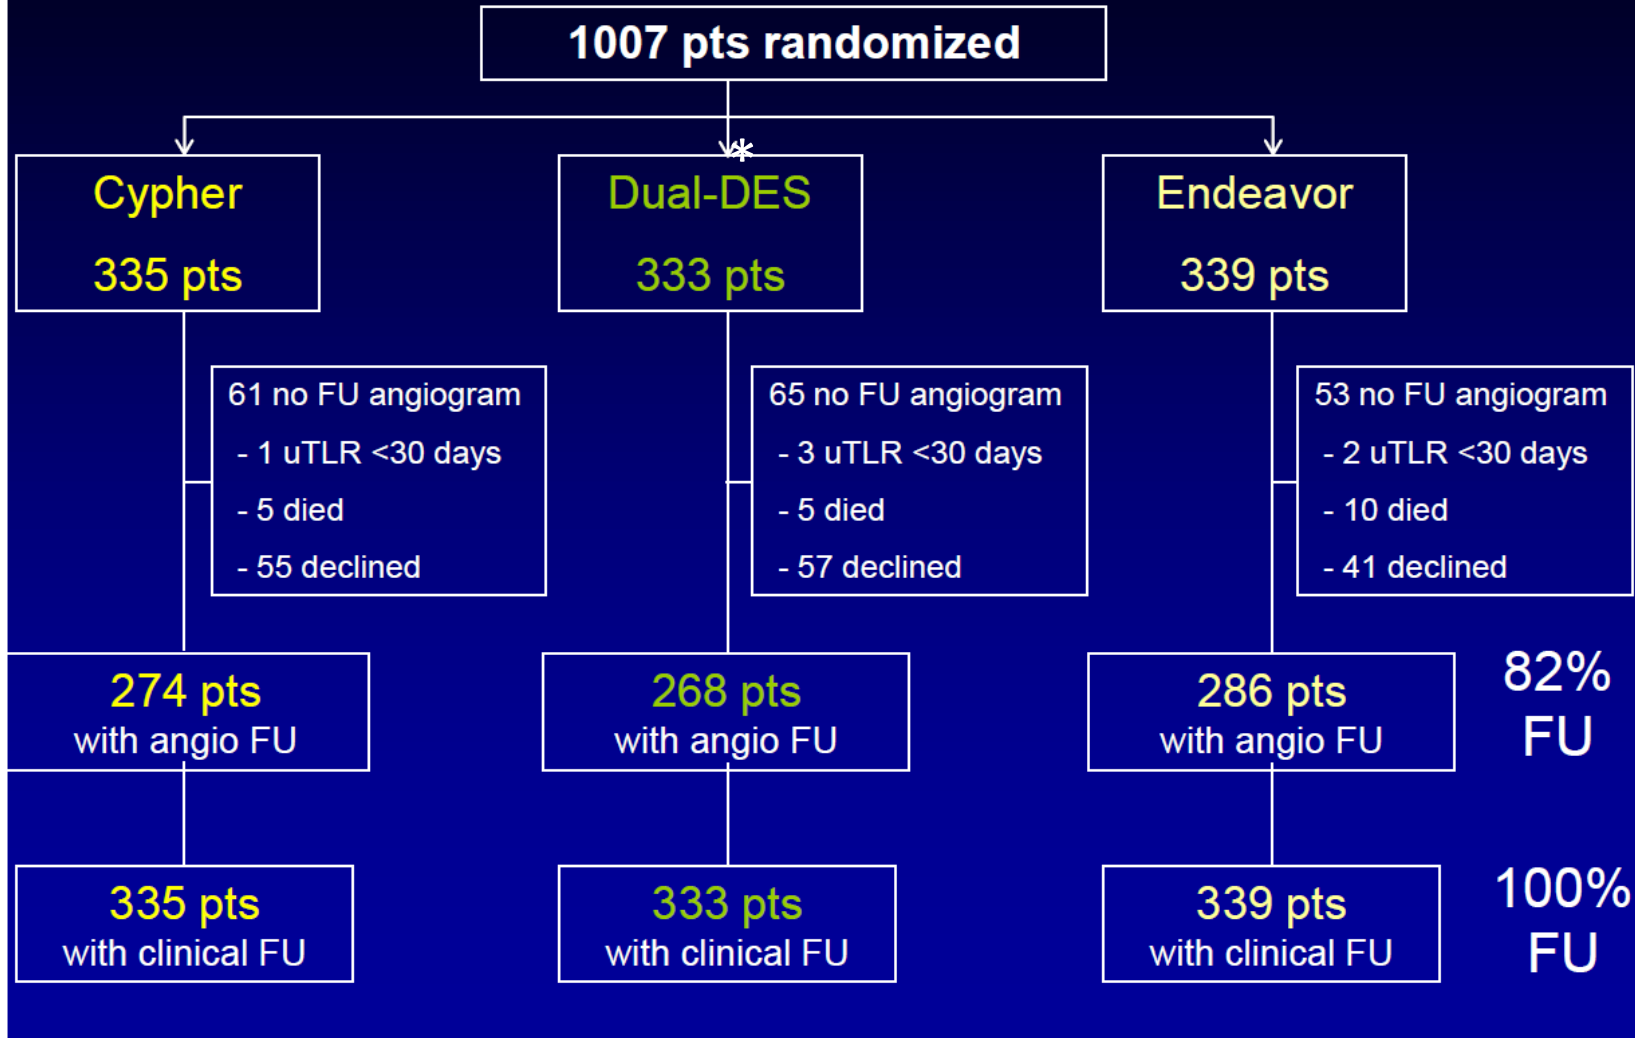 1007 pts randomized
*
Cypher
335 pts
Dual-DES
333 pts
Endeavor
339 pts
61 no FU angiogram
- 1 uTLR <30 days
- 5 died
- 55 declined
65 no FU angiogram
- 3 uTLR <30 days
- 5 died
- 57 declined
53 no FU angiogram
- 2 uTLR <30 days
- 10 died
- 41 declined
274 pts
with angio FU
268 pts
with angio FU
286 pts
with angio FU
82%
FU
335 pts
with clinical FU
333 pts
with clinical FU
339 pts
with clinical FU
100%
FU